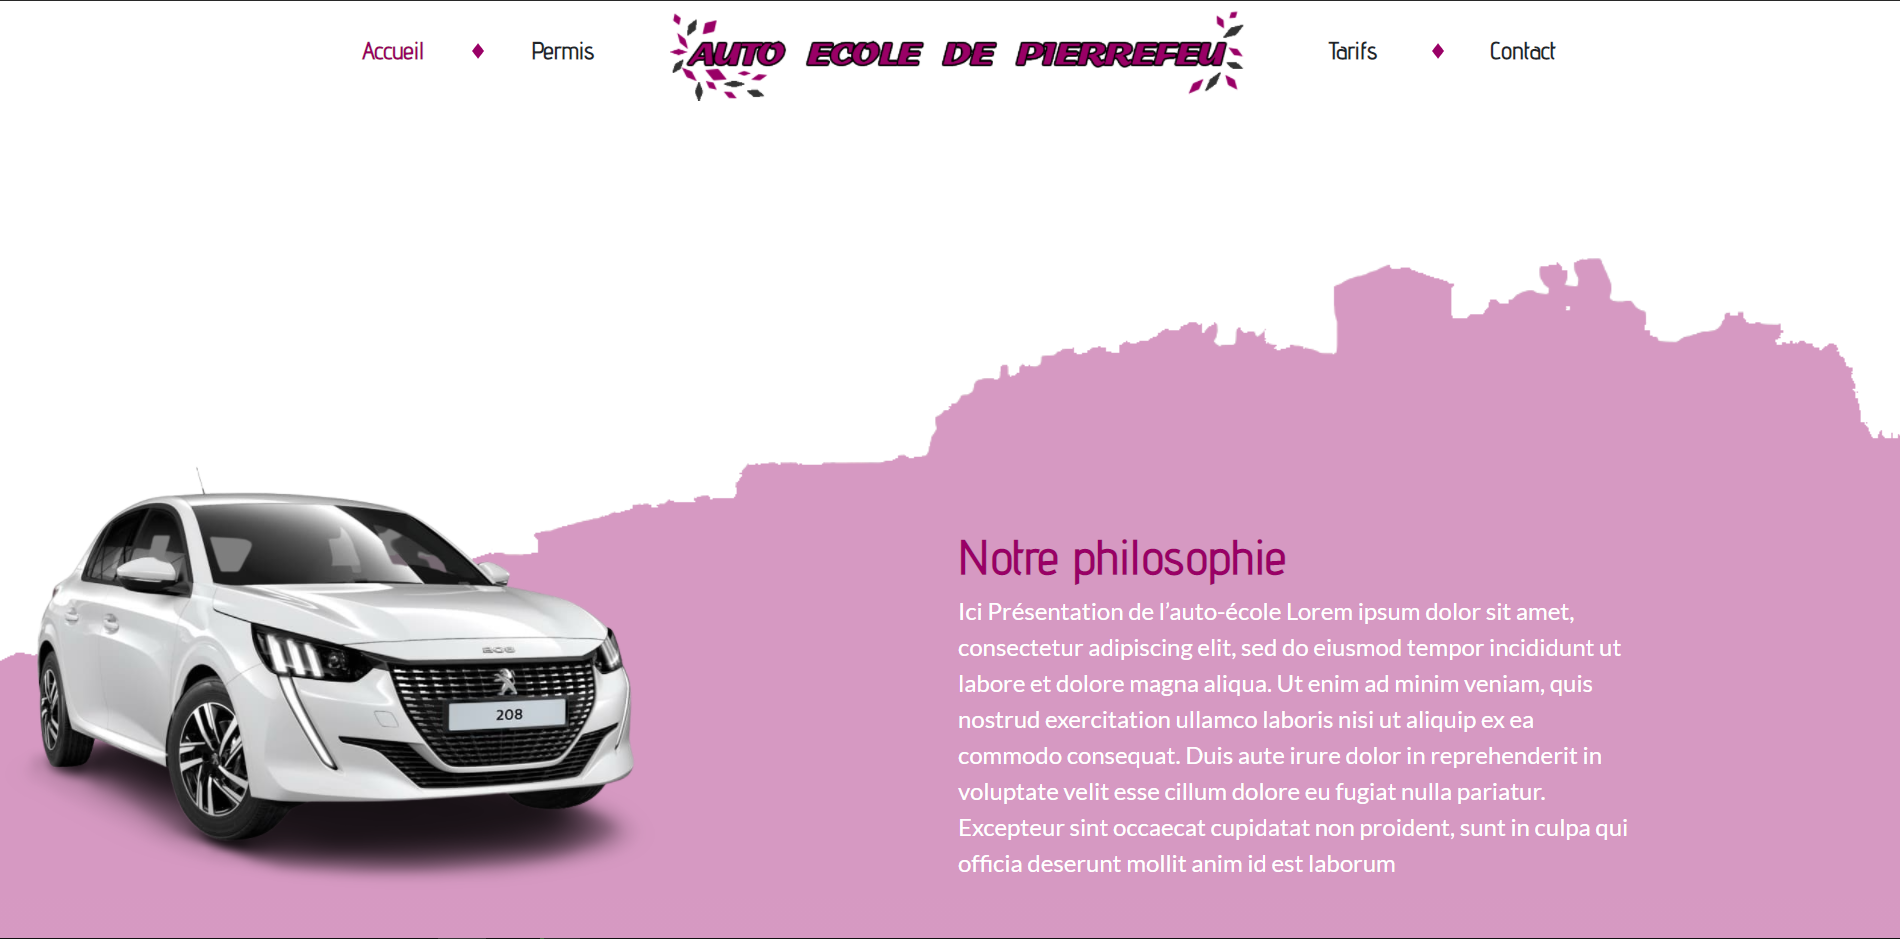 Accueil
Permis
AUTO ECOLE DE PIERREFEU
Tarifs
Contact
Notre philosophie
Ici Présentation de l’auto-école Lorem ipsum dolor sit amet,
consectetur adipiscing elit, sed do eiusmod tempor incididunt ut
labore et dolore magna aliqua. Ut enim ad minim veniam, quis
nostrud exercitation ullamco laboris nisi ut aliquip ex ea
commodo consequat. Duis aute irure dolor in reprehenderit in
voluptate velit esse cillum dolore eu fugiat nulla pariatur.
Excepteur sint occaecat cupidatat non proident, sunt in culpa qui
officia deserunt mollit anim id est laborum
208
208